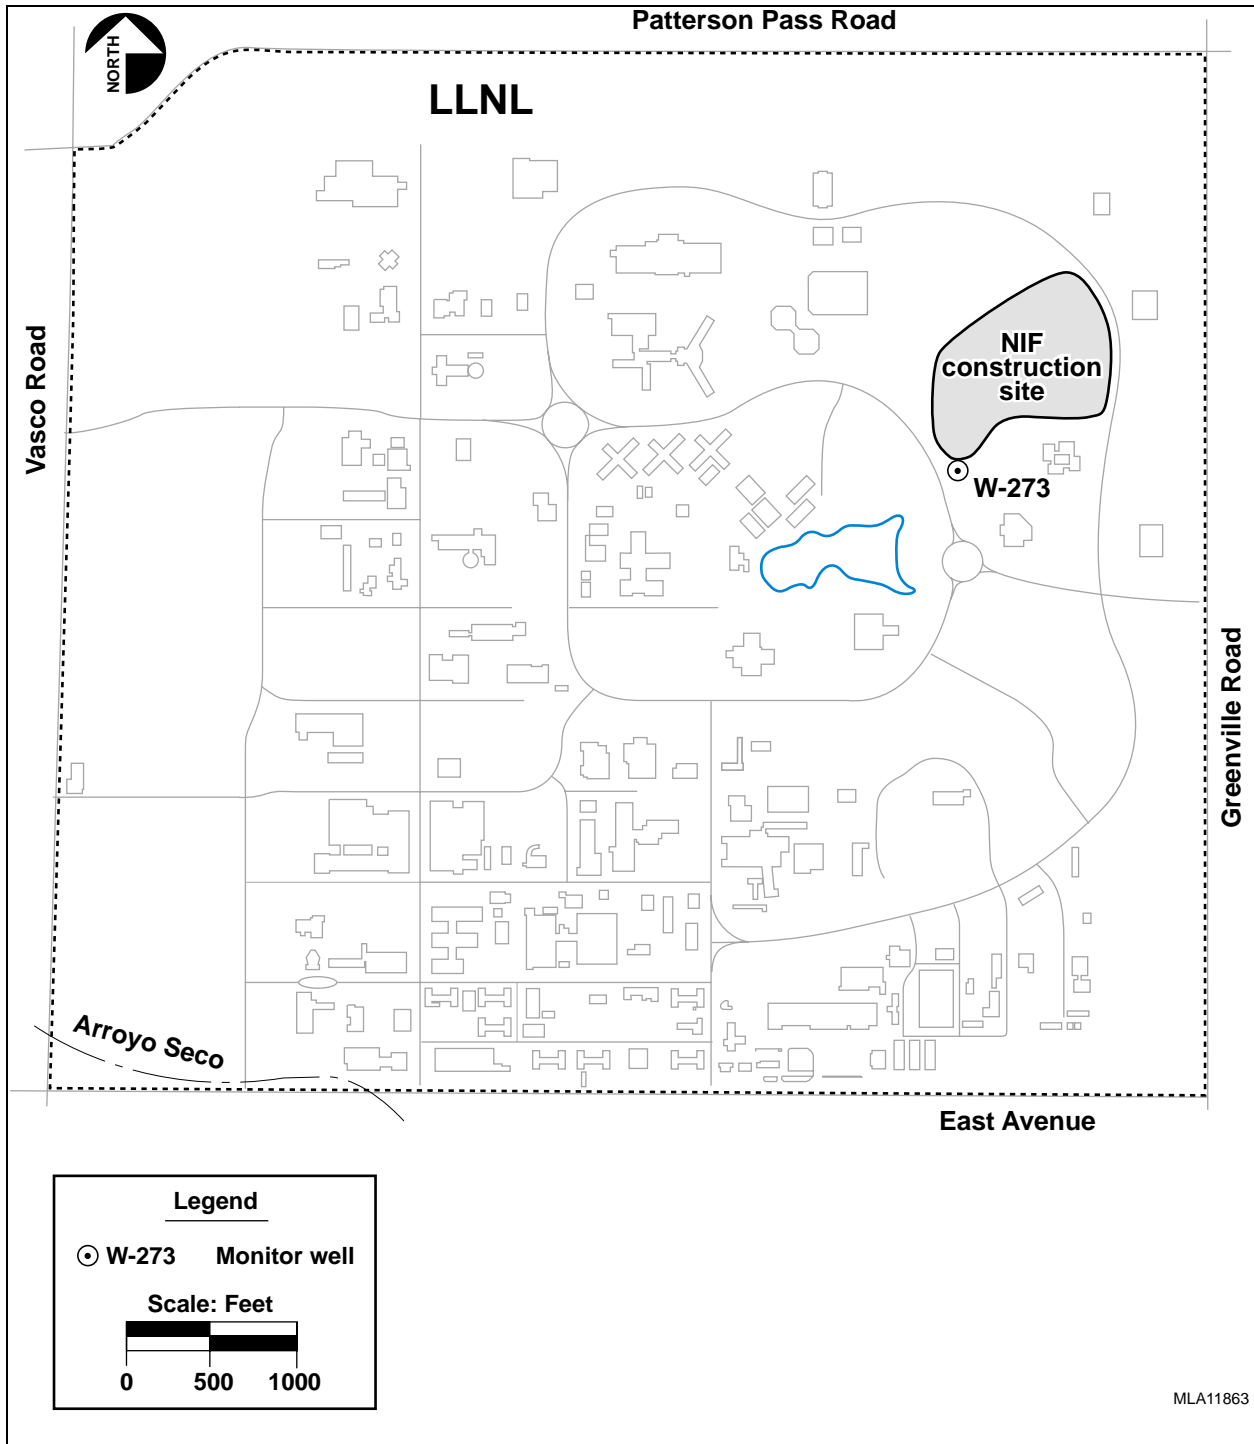 Patterson Pass Road
NORTH
LLNL
Vasco Road
NIF
construction
site
W-273
Greenville Road
Arroyo Seco
East Avenue
Legend
W-273 Monitor well
Scale: Feet
0 500 1000
MLA11863